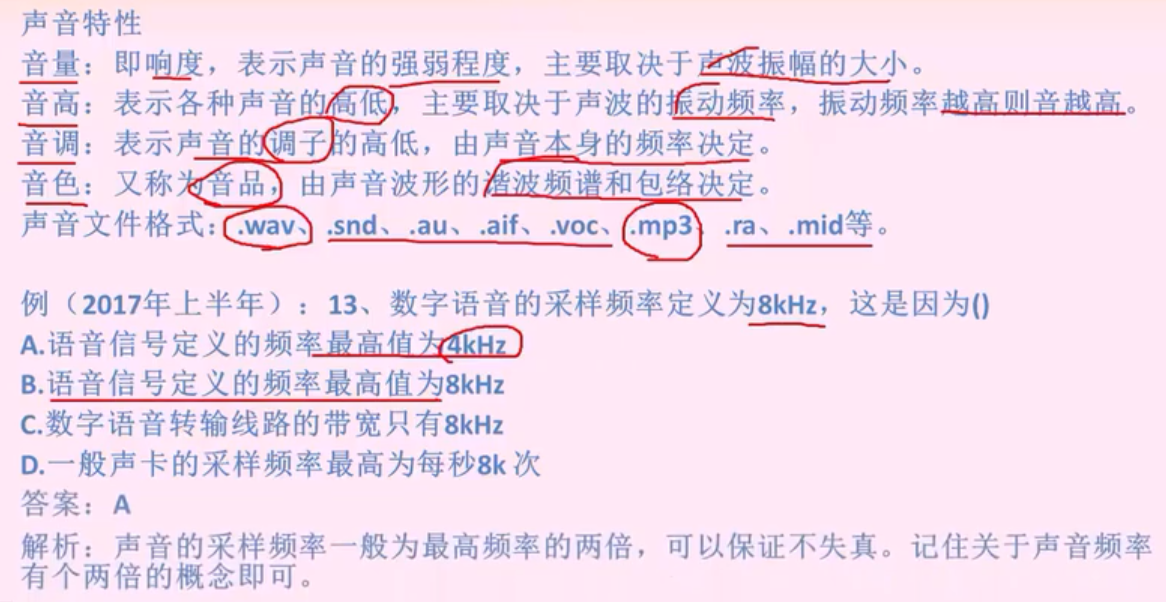 声音特性
音量：即响度，表示声音的强弱程度，主要取决于声波振幅的大小。
音高：表示各种声音的高低，主要取决于声波的振动频率，振动频率越高则音越高。
音调：表示声音的调子的高低，由声音本身的频率决定。
音色：又称为音品，由声音波形的谐波频谱和包络决定。
声音文件格式：.wav、.snd、.au、.aif、.voc、.mp3、.ra、.mid等。
例（2017年上半年）：13、数字语音的采样频率定义为8kHz，这是因为()
A.语音信号定义的频率最高值为4kHz
B.语音信号定义的频率最高值为8kHz
C.数字语音转输线路的带宽只有8kHz
D.一般声卡的采样频率最高为每秒8k 次
答案：A
解析：声音的采样频率一般为最高频率的两倍，可以保证不失真。记住关于声音频率
有个两倍的概念即可。